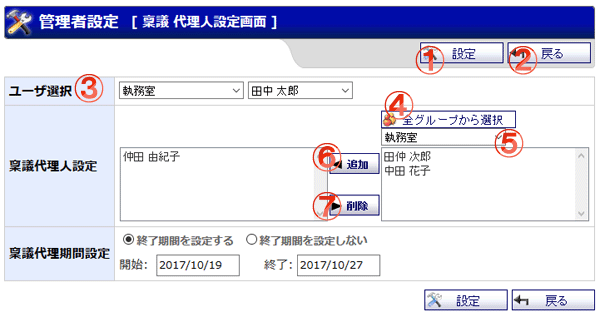 管理者設定 [ 稟議 代理人設定画面 ]
① 設定 ② 戻る
ユーザ選択 ③ 執務室 田中 太郎
④ 全グループから選択
執務室 ⑤
稟議代理人設定 仲田 由紀子 ⑥ 追加 田仲 次郎
中田 花子
⑦ 削除
稟議代理期間設定 終了期間を設定する 終了期間を設定しない
開始: 2017/10/19 終了: 2017/10/27
設定 戻る